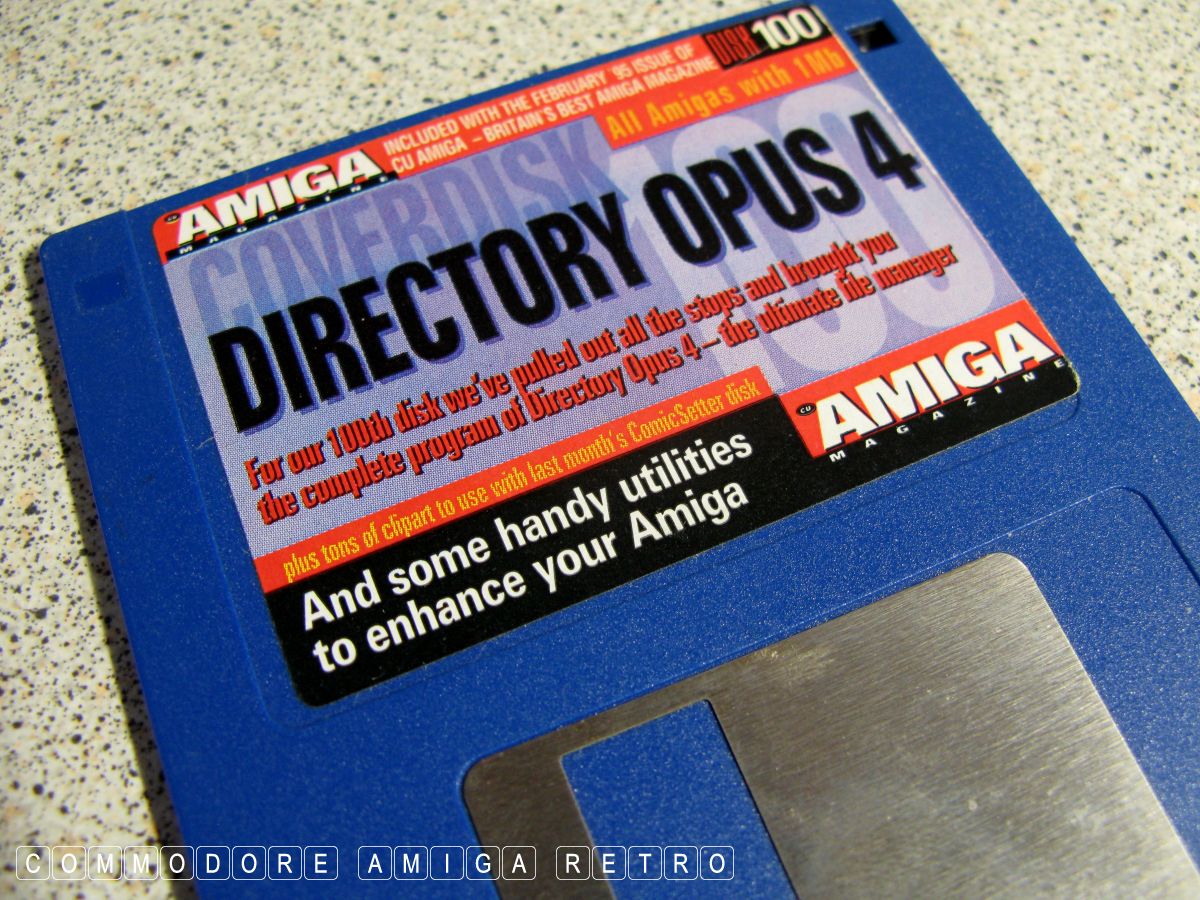 DISK 100
INCLUDED WITH THE FEBRUARY '95 ISSUE OF
CU AMIGA – BRITAIN'S BEST AMIGA MAGAZINE
All Amigas with 1Mb
CU AMIGA
MAGAZINE
COVERDISK 100
DIRECTORY OPUS 4
For our 100th disk we've pulled out all the stops and brought you
the complete program of Directory Opus 4 – the ultimate file manager
plus tons of clipart to use with last month's ComicSetter disk
CU AMIGA
MAGAZINE
And some handy utilities
to enhance your Amiga
COMMODORE AMIGA RETRO